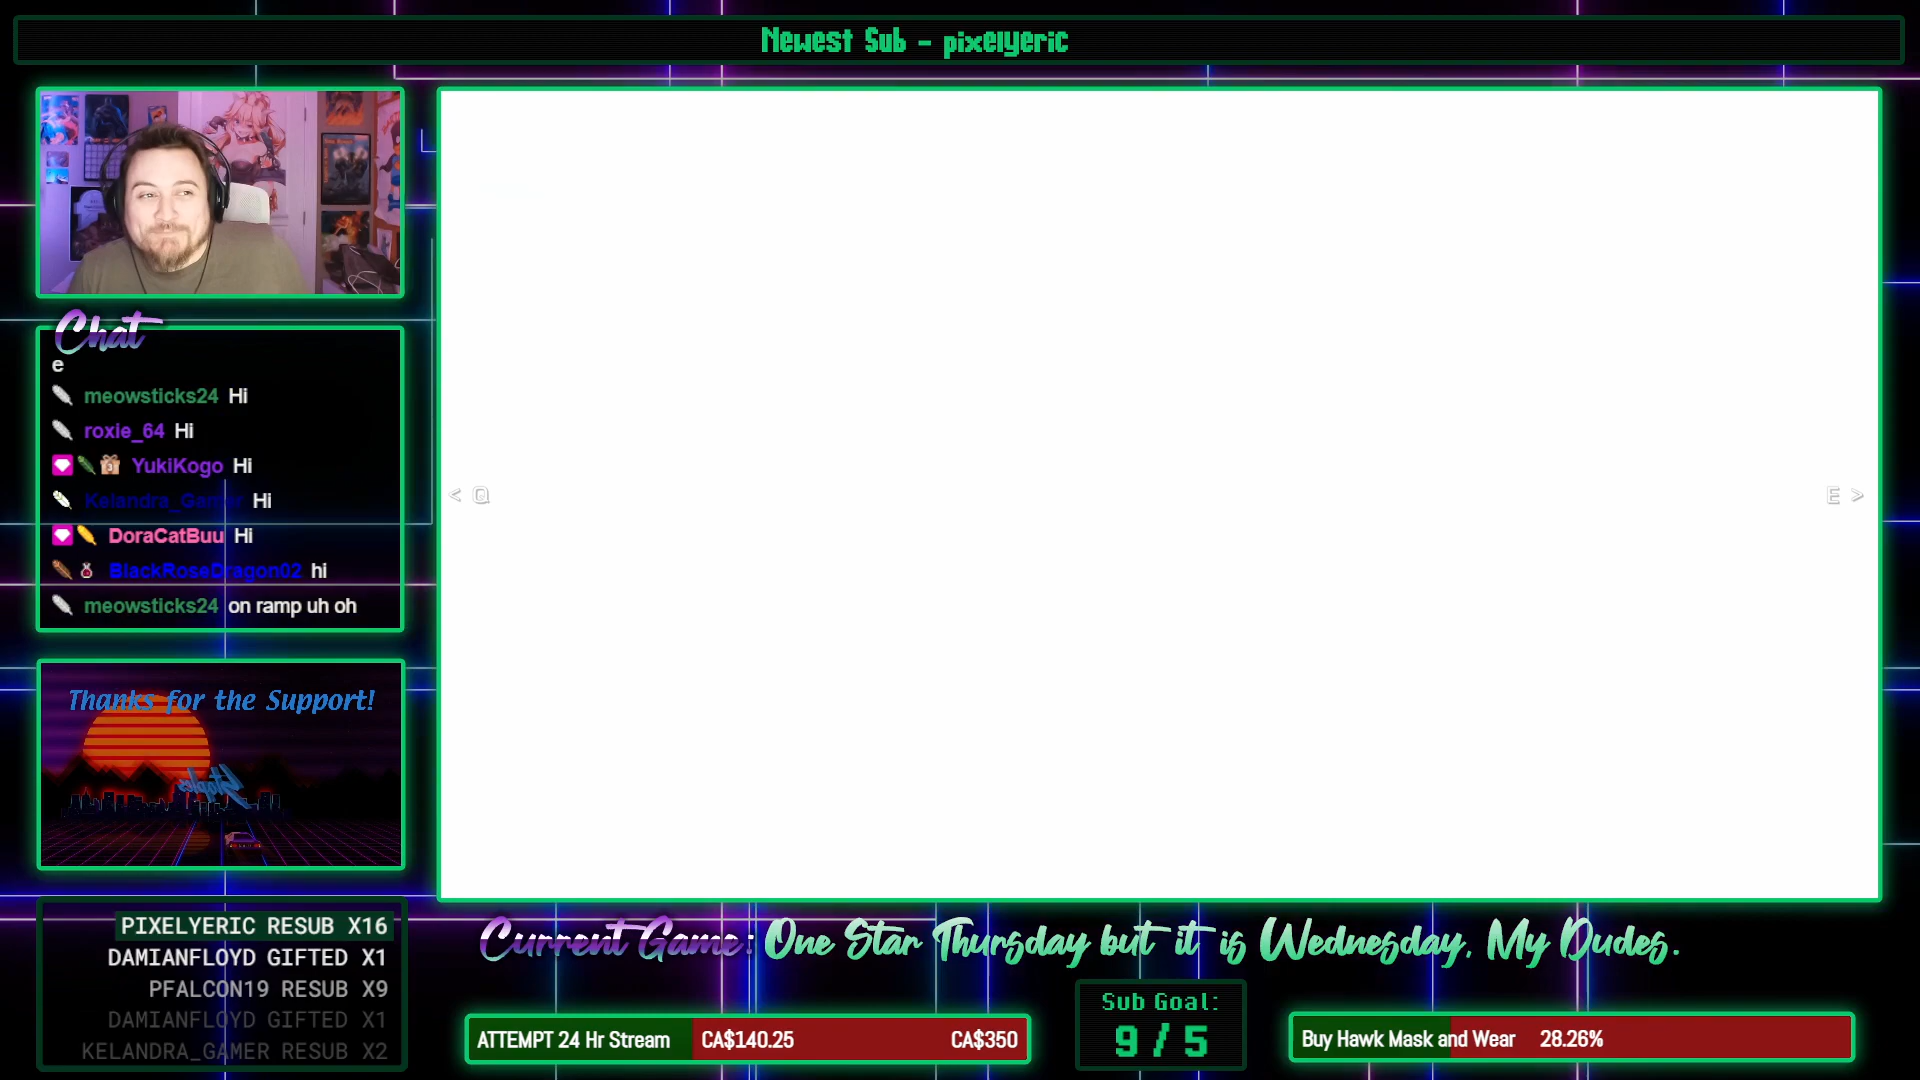 Newest Sub - pixelyeric
Chat
e
meowsticks24 Hi
roxie_64 Hi
YukiKogo Hi
Kelandra_Gamer Hi
DoraCatBuu Hi
BlackRoseDragon02 hi
meowsticks24 on ramp uh oh
< Q
E >
Thanks for the Support!
PIXELYERIC RESUB X16
DAMIANFLOYD GIFTED X1
PFALCON19 RESUB X9
DAMIANFLOYD GIFTED X1
KELANDRA_GAMER RESUB X2
Current Game: One Star Thursday but it is Wednesday, My Dudes.
ATTEMPT 24 Hr Stream CA$140.25 CA$350
Sub Goal:
9 / 5
Buy Hawk Mask and Wear 28.26%